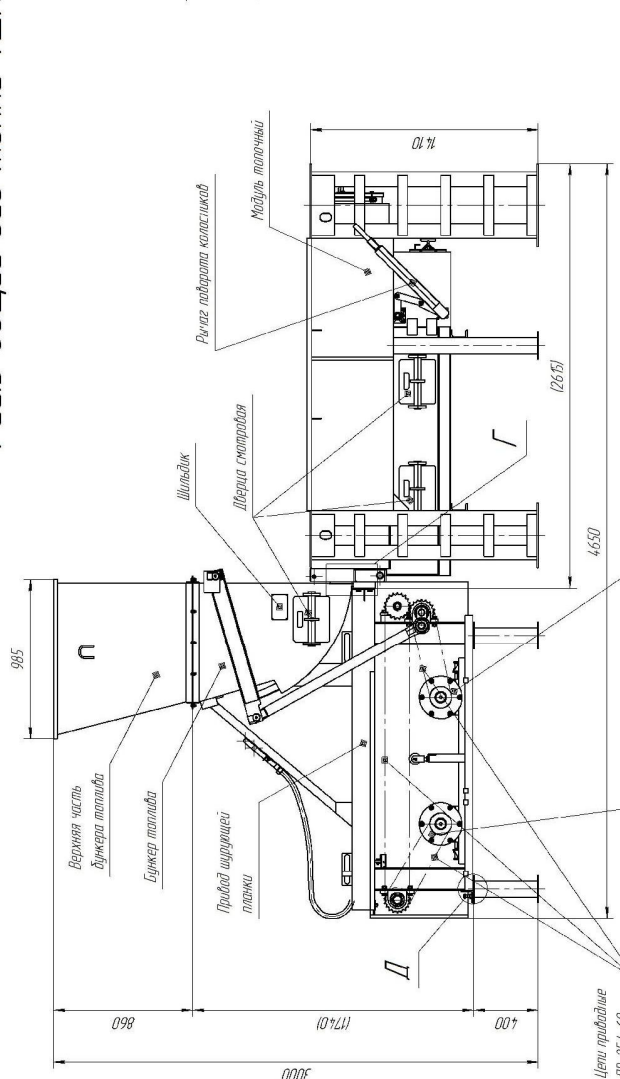 985
Верхняя часть
бункера топлива
Бункер топлива
Привод шурующей
планки
Шильдик
Дверца смотровая
Рычаг поворота колосников
Модуль топочный
1410
(2615)
4650
Г
Д
860
(1740)
400
3000
Цепи приводные